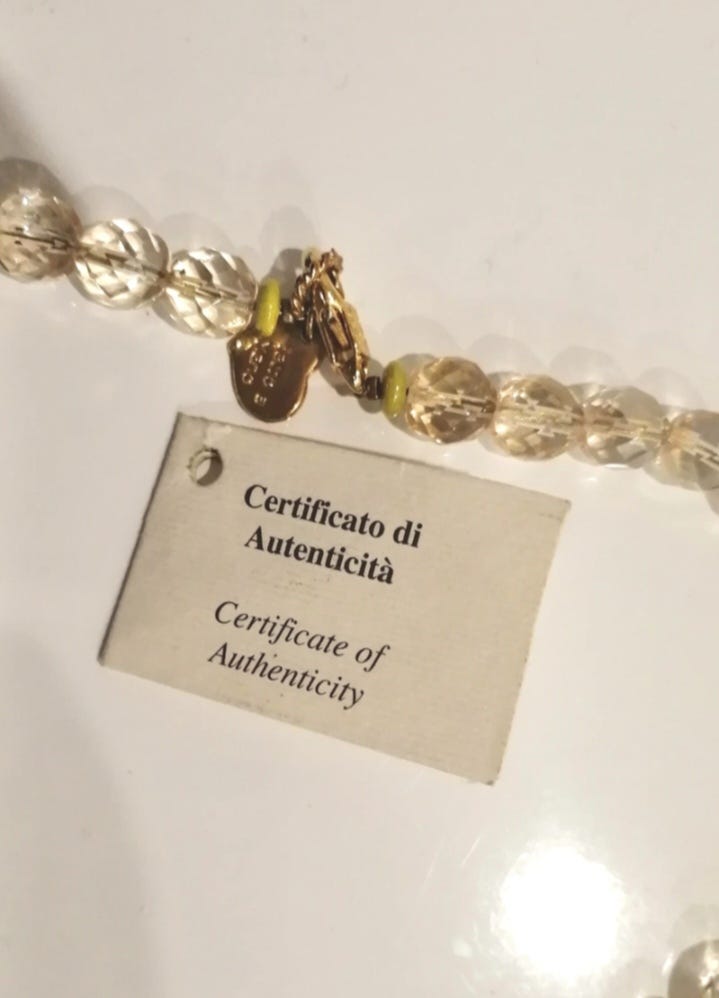 Certificato di
Autenticità
Certificate of
Authenticity